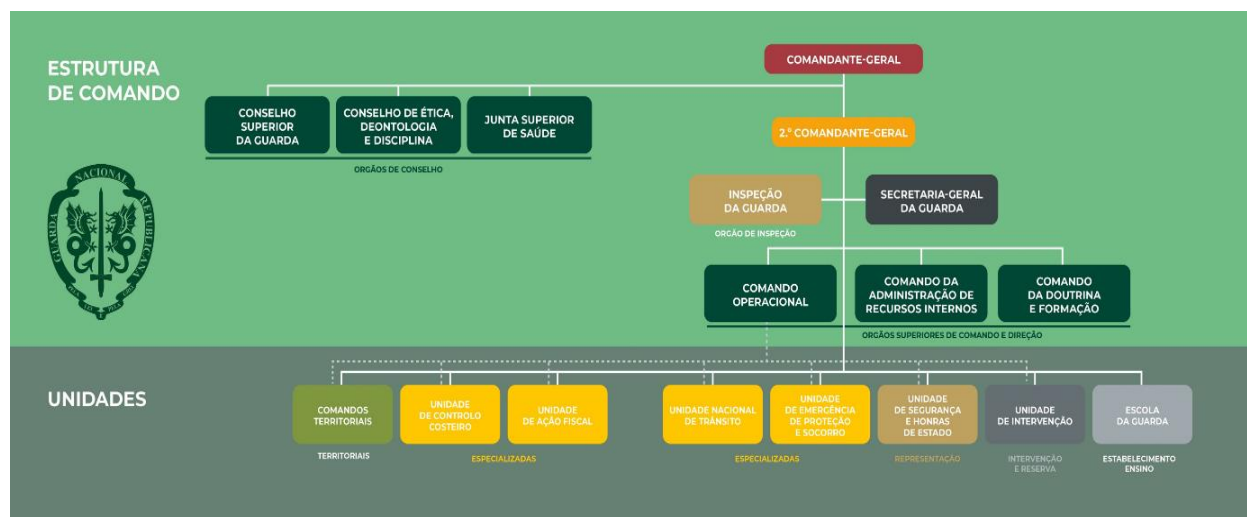 ESTRUTURA
DE COMANDO
COMANDANTE-GERAL
CONSELHO
SUPERIOR
DA GUARDA
CONSELHO DE ÉTICA,
DEONTOLOGIA
E DISCIPLINA
JUNTA SUPERIOR
DE SAÚDE
2.º COMANDANTE-GERAL
ORGÃOS DE CONSELHO
INSPEÇÃO
DA GUARDA
SECRETARIA-GERAL
DA GUARDA
ORGÃO DE INSPEÇÃO
GUARDA NACIONAL REPUBLICANA
COMANDO
OPERACIONAL
COMANDO DA
ADMINISTRAÇÃO DE
RECURSOS INTERNOS
COMANDO
DA DOUTRINA
E FORMAÇÃO
ORGÃOS SUPERIORES DE COMANDO E DIREÇÃO
UNIDADES
COMANDOS
TERRITORIAIS
UNIDADE
DE CONTROLO
COSTEIRO
UNIDADE
DE AÇÃO FISCAL
UNIDADE NACIONAL
DE TRÂNSITO
UNIDADE
DE EMERGÊNCIA
DE PROTEÇÃO
E SOCORRO
UNIDADE
DE SEGURANÇA
E HONRAS
DE ESTADO
UNIDADE
DE INTERVENÇÃO
ESCOLA
DA GUARDA
TERRITORIAIS
ESPECIALIZADAS
ESPECIALIZADAS
REPRESENTAÇÃO
INTERVENÇÃO
E RESERVA
ESTABELECIMENTO
ENSINO